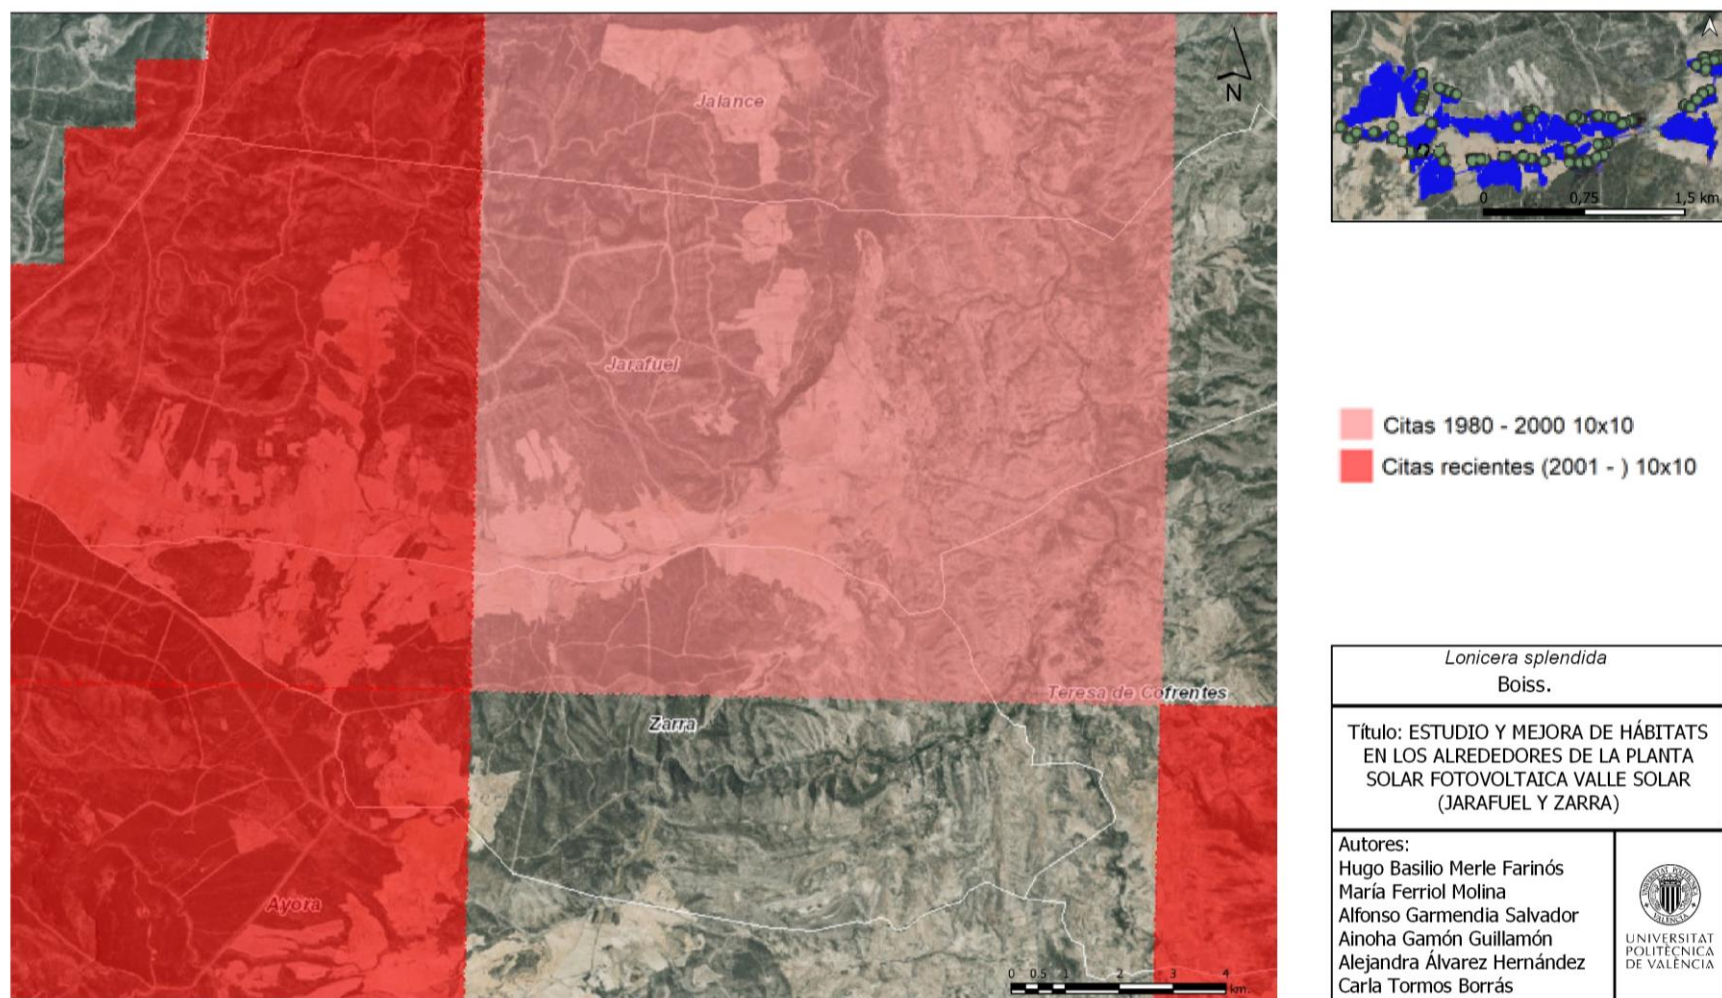 Jalance
N
Jarafuel
Teresa de Cofrentes
Zarra
Ayora
0 0.5 1 2 3 4
km
0 0,75 1,5 km
Citas 1980 - 2000 10x10
Citas recientes (2001 - ) 10x10
Lonicera splendida
Boiss.
Título: ESTUDIO Y MEJORA DE HÁBITATS
EN LOS ALREDEDORES DE LA PLANTA
SOLAR FOTOVOLTAICA VALLE SOLAR
(JARAFUEL Y ZARRA)
Autores:
Hugo Basilio Merle Farinós
María Ferriol Molina
Alfonso Garmendia Salvador
Ainoha Gamón Guillamón
Alejandra Álvarez Hernández
Carla Tormos Borrás
UNIVERSITAT
POLITÈCNICA
DE VALÈNCIA